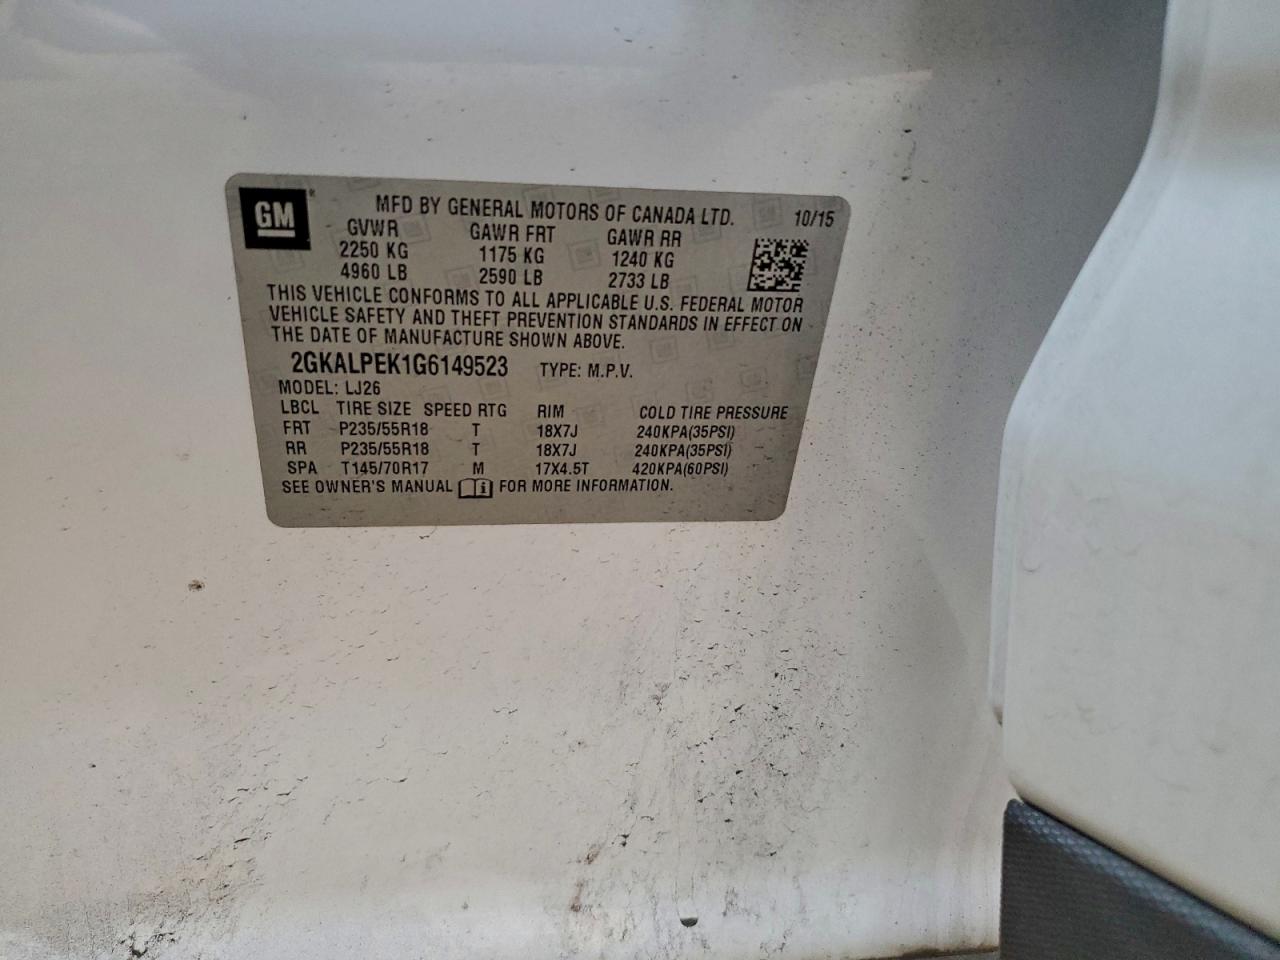 GM ®
MFD BY GENERAL MOTORS OF CANADA LTD. 10/15
GVWR GAWR FRT GAWR RR
2250 KG 1175 KG 1240 KG
4960 LB 2590 LB 2733 LB
THIS VEHICLE CONFORMS TO ALL APPLICABLE U.S. FEDERAL MOTOR
VEHICLE SAFETY AND THEFT PREVENTION STANDARDS IN EFFECT ON
THE DATE OF MANUFACTURE SHOWN ABOVE.
2GKALPEK1G6149523 TYPE: M.P.V.
MODEL: LJ26
LBCL TIRE SIZE SPEED RTG RIM COLD TIRE PRESSURE
FRT P235/55R18 T 18X7J 240KPA(35PSI)
RR P235/55R18 T 18X7J 240KPA(35PSI)
SPA T145/70R17 M 17X4.5T 420KPA(60PSI)
SEE OWNER'S MANUAL i FOR MORE INFORMATION.